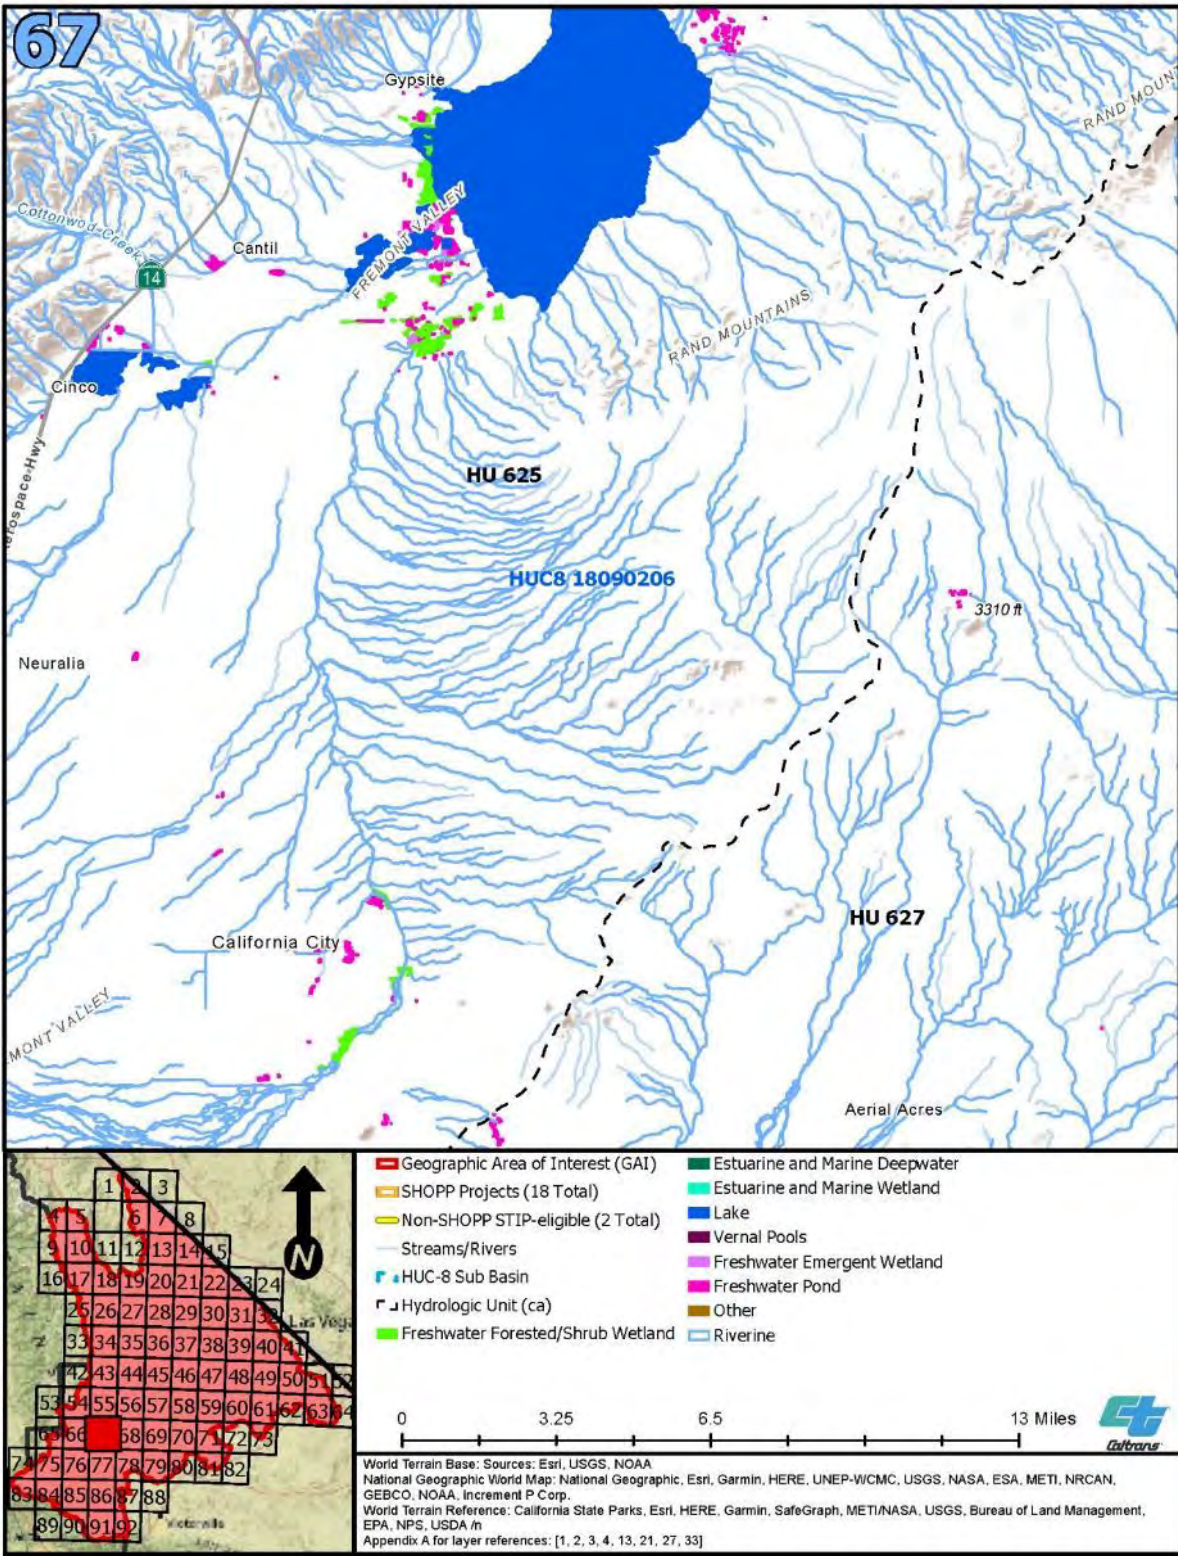 67
Gypsite
RAND MOUNT
FREMONT VALLEY
Cottonwod-Creek
Cantil
14
RAND MOUNTAINS
Cinco
erospace-Hwy
HU 625
HUC8 18090206
3310 ft
Neuralia
HU 627
California City
MONT VALLEY
Aerial Acres
1 2 3
4 5 6 7 8
9 10 11 12 13 14 15
16 17 18 19 20 21 22 23 24
25 26 27 28 29 30 31 32
Las Vega
33 34 35 36 37 38 39 40 41
42 43 44 45 46 47 48 49 50 51 52
53 54 55 56 57 58 59 60 61 62 63 64
65 66 68 69 70 71 72 73
74 75 76 77 78 79 80 81 82
83 84 85 86 87 88
89 90 91 92
Victorville
N
Geographic Area of Interest (GAI)
SHOPP Projects (18 Total)
Non-SHOPP STIP-eligible (2 Total)
Streams/Rivers
HUC-8 Sub Basin
Hydrologic Unit (ca)
Freshwater Forested/Shrub Wetland
Estuarine and Marine Deepwater
Estuarine and Marine Wetland
Lake
Vernal Pools
Freshwater Emergent Wetland
Freshwater Pond
Other
Riverine
0 3.25 6.5 13 Miles
Caltrans
World Terrain Base: Sources: Esri, USGS, NOAA
National Geographic World Map: National Geographic, Esri, Garmin, HERE, UNEP-WCMC, USGS, NASA, ESA, METI, NRCAN,
GEBCO, NOAA, increment P Corp.
World Terrain Reference: California State Parks, Esri, HERE, Garmin, SafeGraph, METI/NASA, USGS, Bureau of Land Management,
EPA, NPS, USDA /n
Appendix A for layer references: [1, 2, 3, 4, 13, 21, 27, 33]